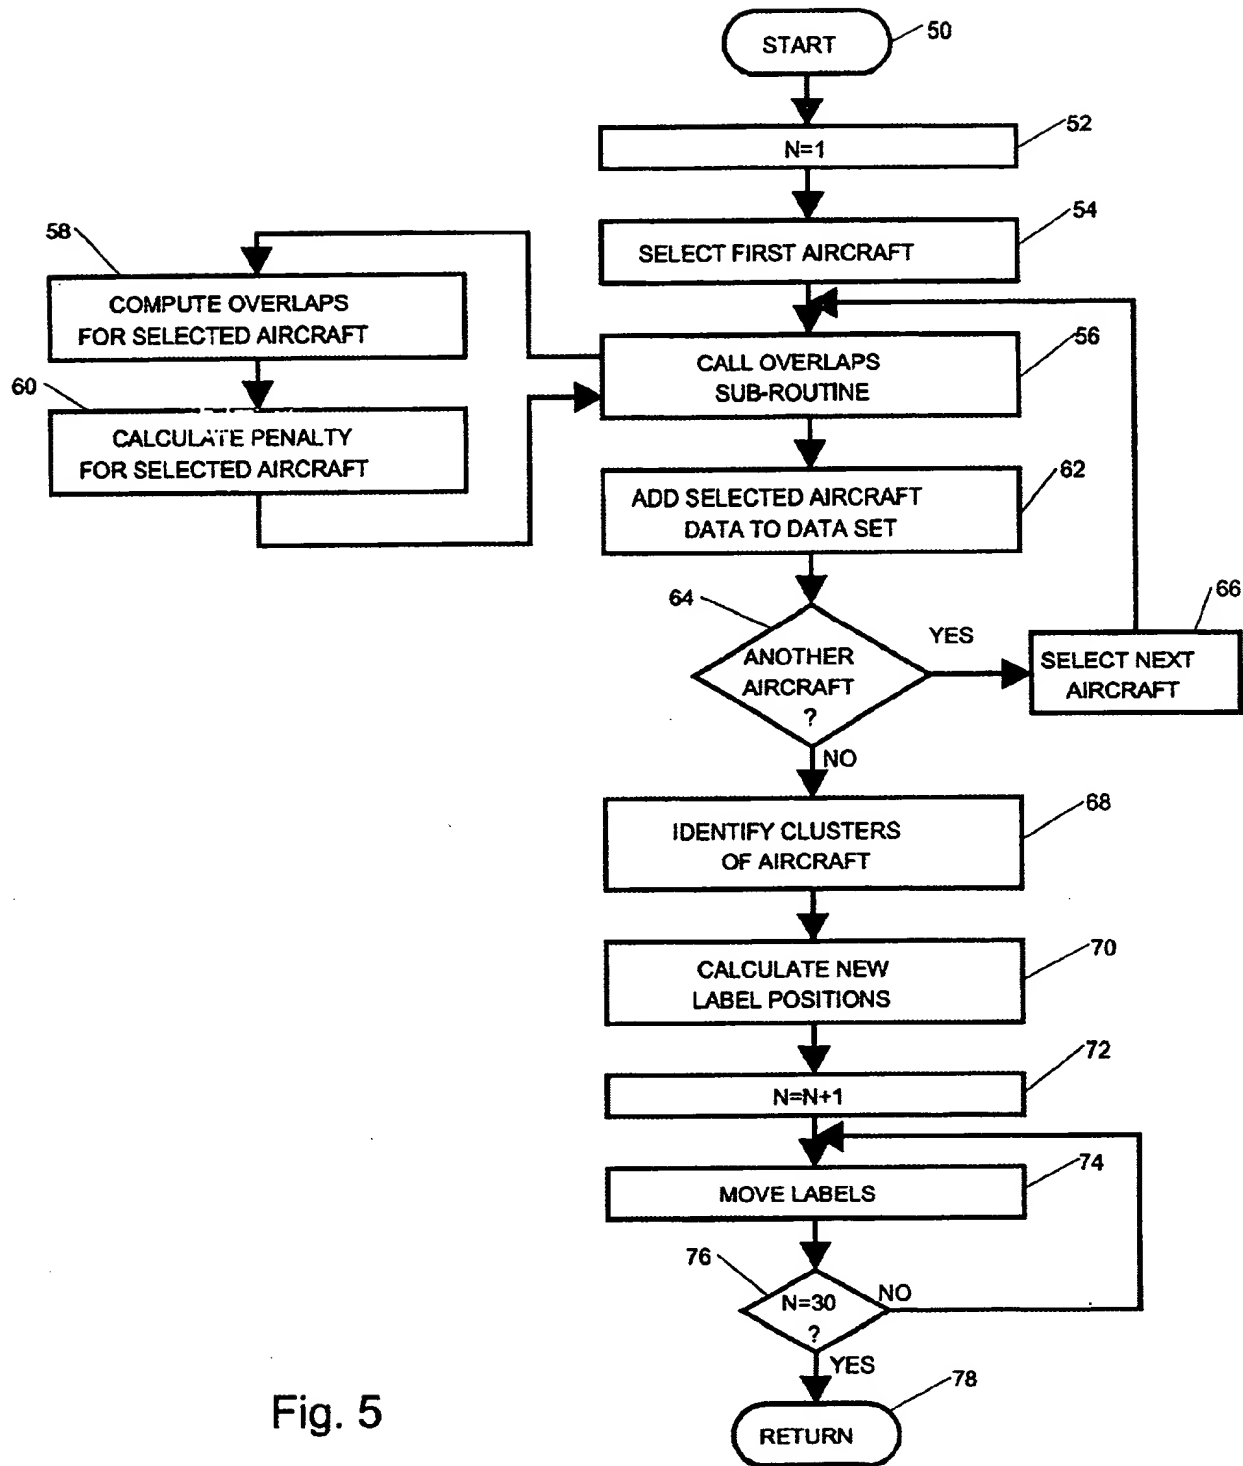 START
50
N=1
52
SELECT FIRST AIRCRAFT
54
58
COMPUTE OVERLAPS
FOR SELECTED AIRCRAFT
CALL OVERLAPS
SUB-ROUTINE
56
60
CALCULATE PENALTY
FOR SELECTED AIRCRAFT
ADD SELECTED AIRCRAFT
DATA TO DATA SET
62
64
ANOTHER
AIRCRAFT
?
YES
66
SELECT NEXT
AIRCRAFT
NO
IDENTIFY CLUSTERS
OF AIRCRAFT
68
CALCULATE NEW
LABEL POSITIONS
70
N=N+1
72
MOVE LABELS
74
76
N=30
?
NO
YES
RETURN
78
Fig. 5